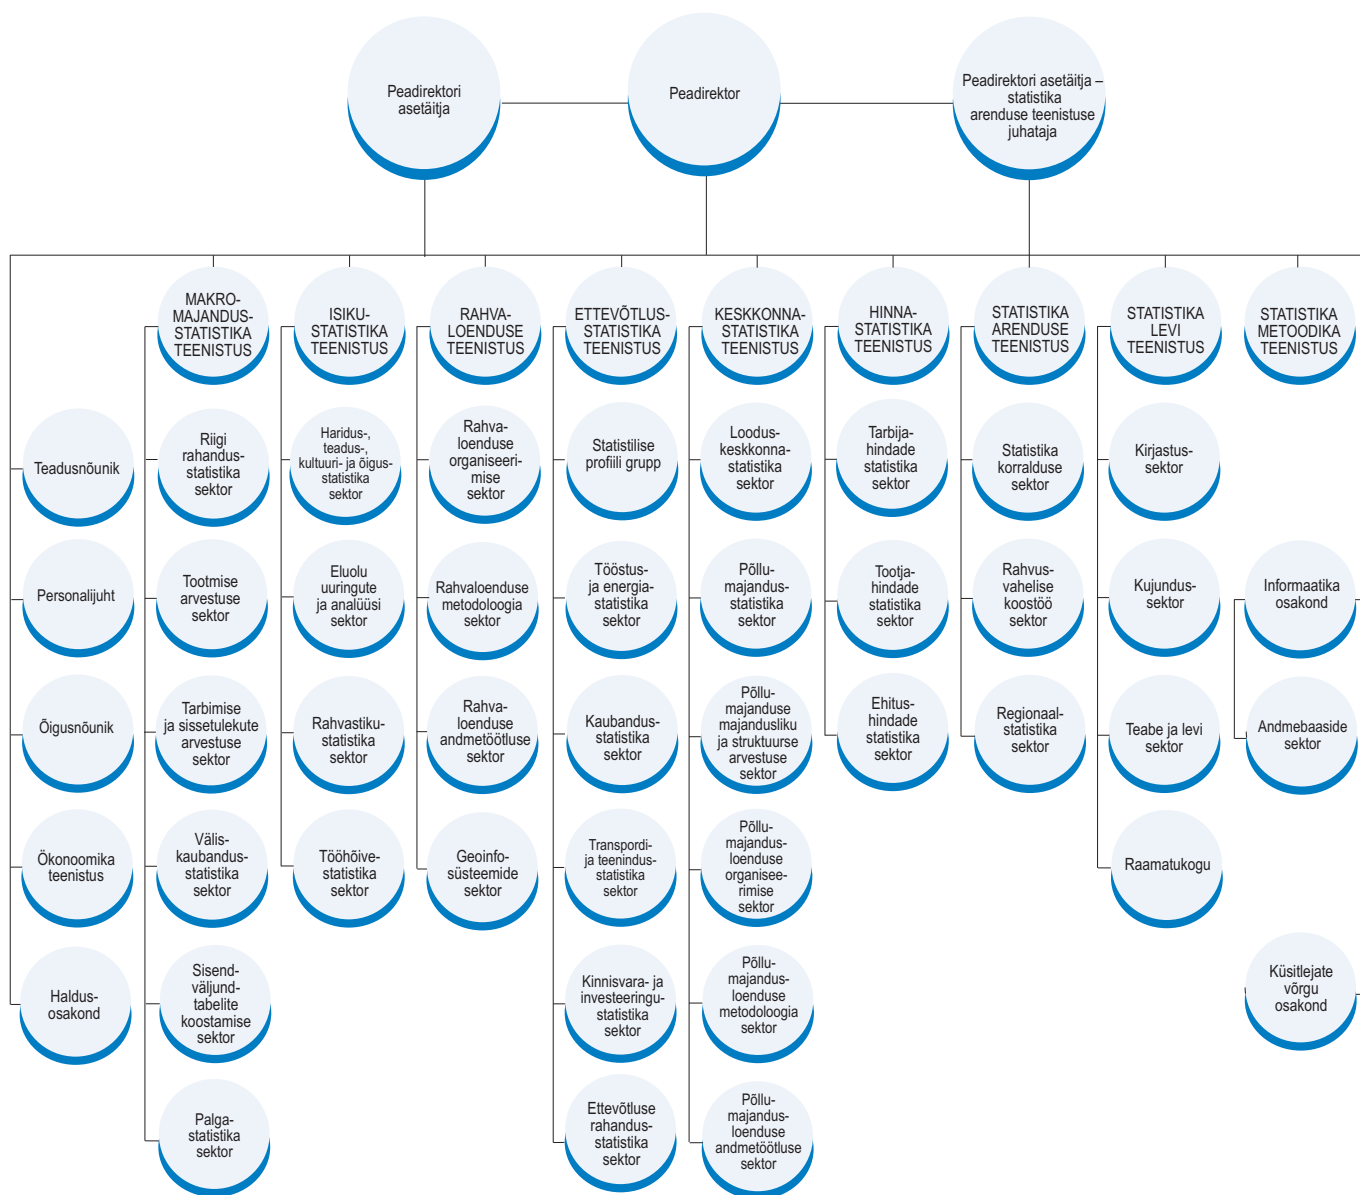 Peadirektori
asetäitja
Peadirektor
Peadirektori asetäitja –
statistika
arenduse teenistuse
juhataja
Teadusnõunik
Personalijuht
Õigusnõunik
Ökonoomika
teenistus
Haldus-
osakond
MAKRO-
MAJANDUS-
STATISTIKA
TEENISTUS
Riigi
rahandus-
statistika
sektor
Tootmise
arvestuse
sektor
Tarbimise
ja sissetulekute
arvestuse
sektor
Välis-
kaubandus-
statistika
sektor
Sisend-
väljund-
tabelite
koostamise
sektor
Palga-
statistika
sektor
ISIKU-
STATISTIKA
TEENISTUS
Haridus-,
teadus-,
kultuuri- ja õigus-
statistika
sektor
Eluolu
uuringute
ja analüüsi
sektor
Rahvastiku-
statistika
sektor
Tööhõive-
statistika
sektor
RAHVA-
LOENDUSE
TEENISTUS
Rahva-
loenduse
organiseeri-
mise
sektor
Rahvaloenduse
metodoloogia
sektor
Rahva-
loenduse
andmetöötluse
sektor
Geoinfo-
süsteemide
sektor
ETTEVÕTLUS-
STATISTIKA
TEENISTUS
Statistilise
profiili grupp
Tööstus-
ja energia-
statistika
sektor
Kaubandus-
statistika
sektor
Transpordi-
ja teenindus-
statistika
sektor
Kinnisvara- ja
investeeringu-
statistika
sektor
Ettevõtluse
rahandus-
statistika
sektor
KESKKONNA-
STATISTIKA
TEENISTUS
Loodus-
keskkonna-
statistika
sektor
Põllu-
majandus-
statistika
sektor
Põllu-
majanduse
majandusliku
ja struktuurse
arvestuse
sektor
Põllu-
majandus-
loenduse
organisee-
rimise
sektor
Põllu-
majandus-
loenduse
metodoloogia
sektor
Põllu-
majandus-
loenduse
andmetöötluse
sektor
HINNA-
STATISTIKA
TEENISTUS
Tarbija-
hindade
statistika
sektor
Tootja-
hindade
statistika
sektor
Ehitus-
hindade
statistika
sektor
STATISTIKA
ARENDUSE
TEENISTUS
Statistika
korralduse
sektor
Rahvus-
vahelise
koostöö
sektor
Regionaal-
statistika
sektor
STATISTIKA
LEVI
TEENISTUS
Kirjastus-
sektor
Kujundus-
sektor
Teabe ja levi
sektor
Raamatukogu
STATISTIKA
METOODIKA
TEENISTUS
Informaatika
osakond
Andmebaaside
sektor
Küsitlejate
võrgu
osakond